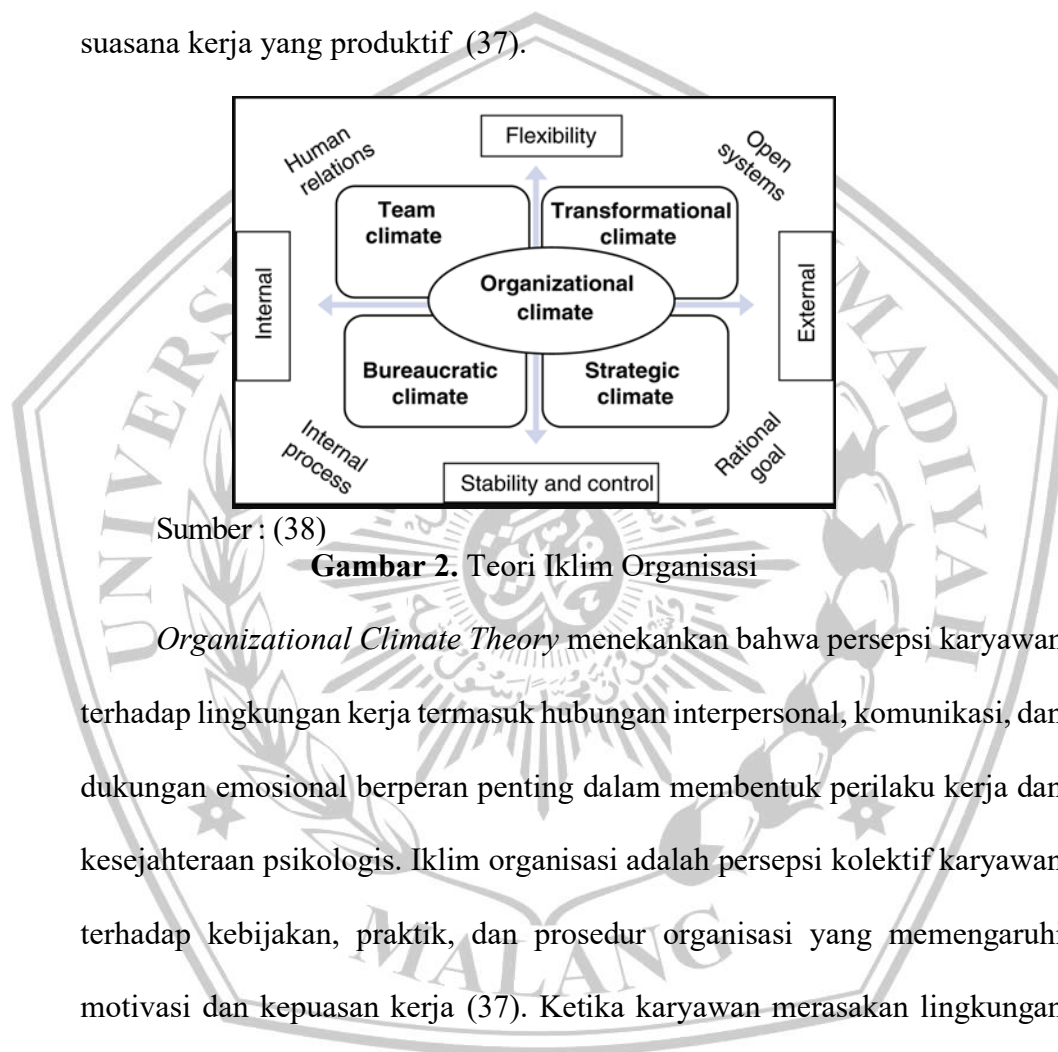 suasana kerja yang produktif (37).
Human relations
Flexibility
Open systems
Team climate
Transformational climate
Internal
Organizational climate
External
Bureaucratic climate
Strategic climate
Internal process
Stability and control
Rational goal
Sumber : (38)
Gambar 2. Teori Iklim Organisasi
Organizational Climate Theory menekankan bahwa persepsi karyawan
terhadap lingkungan kerja termasuk hubungan interpersonal, komunikasi, dan
dukungan emosional berperan penting dalam membentuk perilaku kerja dan
kesejahteraan psikologis. Iklim organisasi adalah persepsi kolektif karyawan
terhadap kebijakan, praktik, dan prosedur organisasi yang memengaruhi
motivasi dan kepuasan kerja (37). Ketika karyawan merasakan lingkungan
MALANG